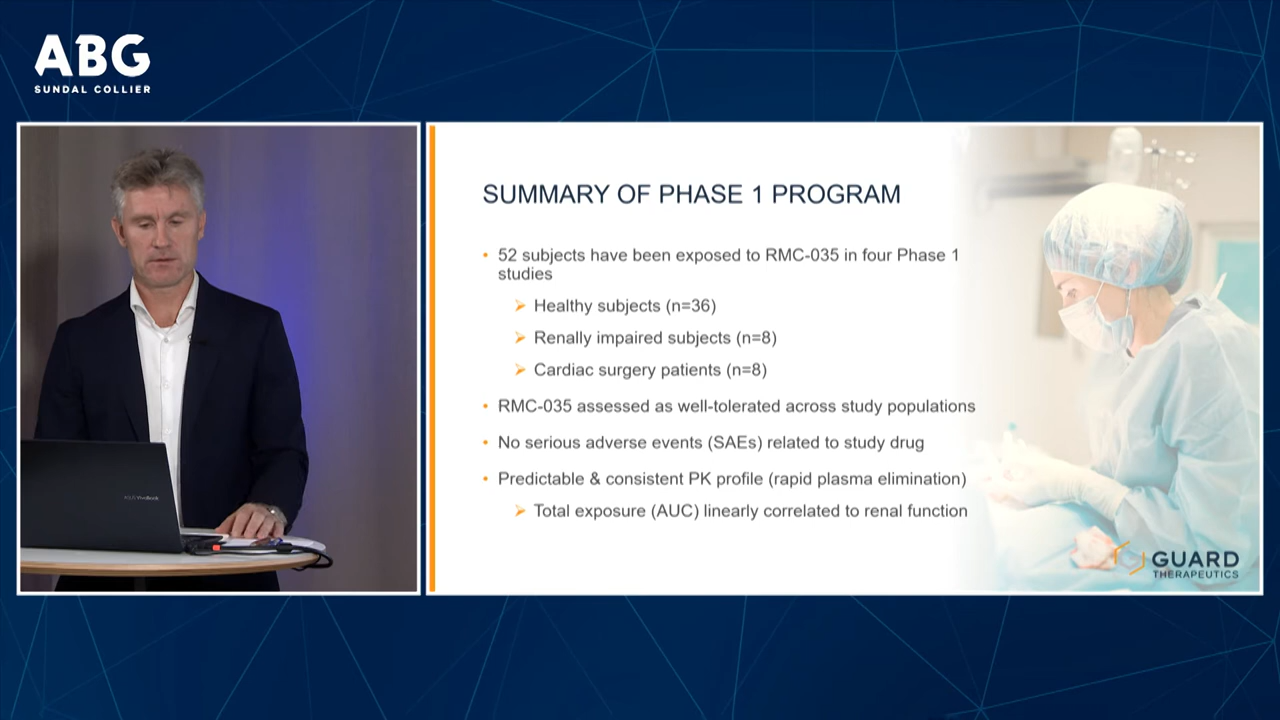 ABG
SUNDAL COLLIER
SUMMARY OF PHASE 1 PROGRAM
• 52 subjects have been exposed to RMC-035 in four Phase 1
studies
➢ Healthy subjects (n=36)
➢ Renally impaired subjects (n=8)
➢ Cardiac surgery patients (n=8)
• RMC-035 assessed as well-tolerated across study populations
• No serious adverse events (SAEs) related to study drug
• Predictable & consistent PK profile (rapid plasma elimination)
➢ Total exposure (AUC) linearly correlated to renal function
ASUS VivoBook
GUARD
THERAPEUTICS